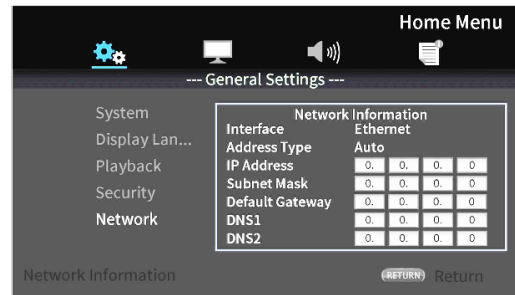 Home Menu
--- General Settings ---
System
Display Lan...
Playback
Security
Network
Network Information
Interface Ethernet
Address Type Auto
IP Address 0. 0. 0. 0
Subnet Mask 0. 0. 0. 0
Default Gateway 0. 0. 0. 0
DNS1 0. 0. 0. 0
DNS2 0. 0. 0. 0
Network Information
RETURN Return